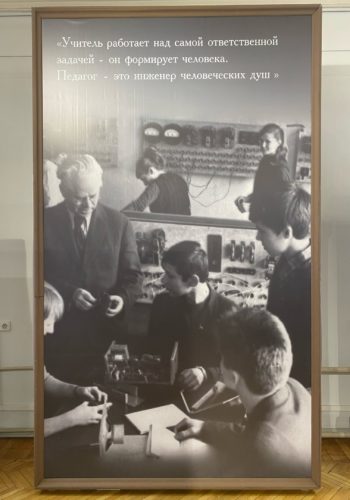 «Учитель работает над самой ответственной
задачей - он формирует человека.
Педагог - это инженер человеческих душ »